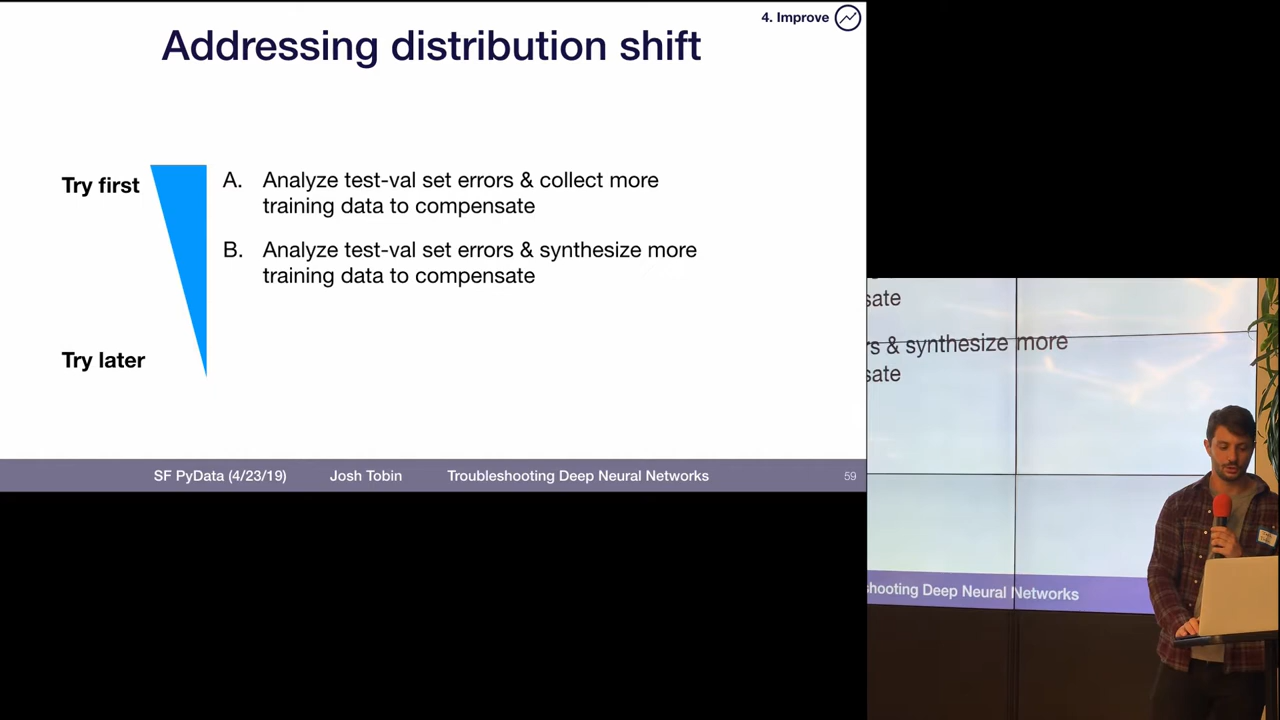 4. Improve
Addressing distribution shift
Try first
A. Analyze test-val set errors & collect more
training data to compensate
B. Analyze test-val set errors & synthesize more
training data to compensate
Try later
SF PyData (4/23/19) Josh Tobin Troubleshooting Deep Neural Networks 59
sate
rs & synthesize more
sate
shooting Deep Neural Networks